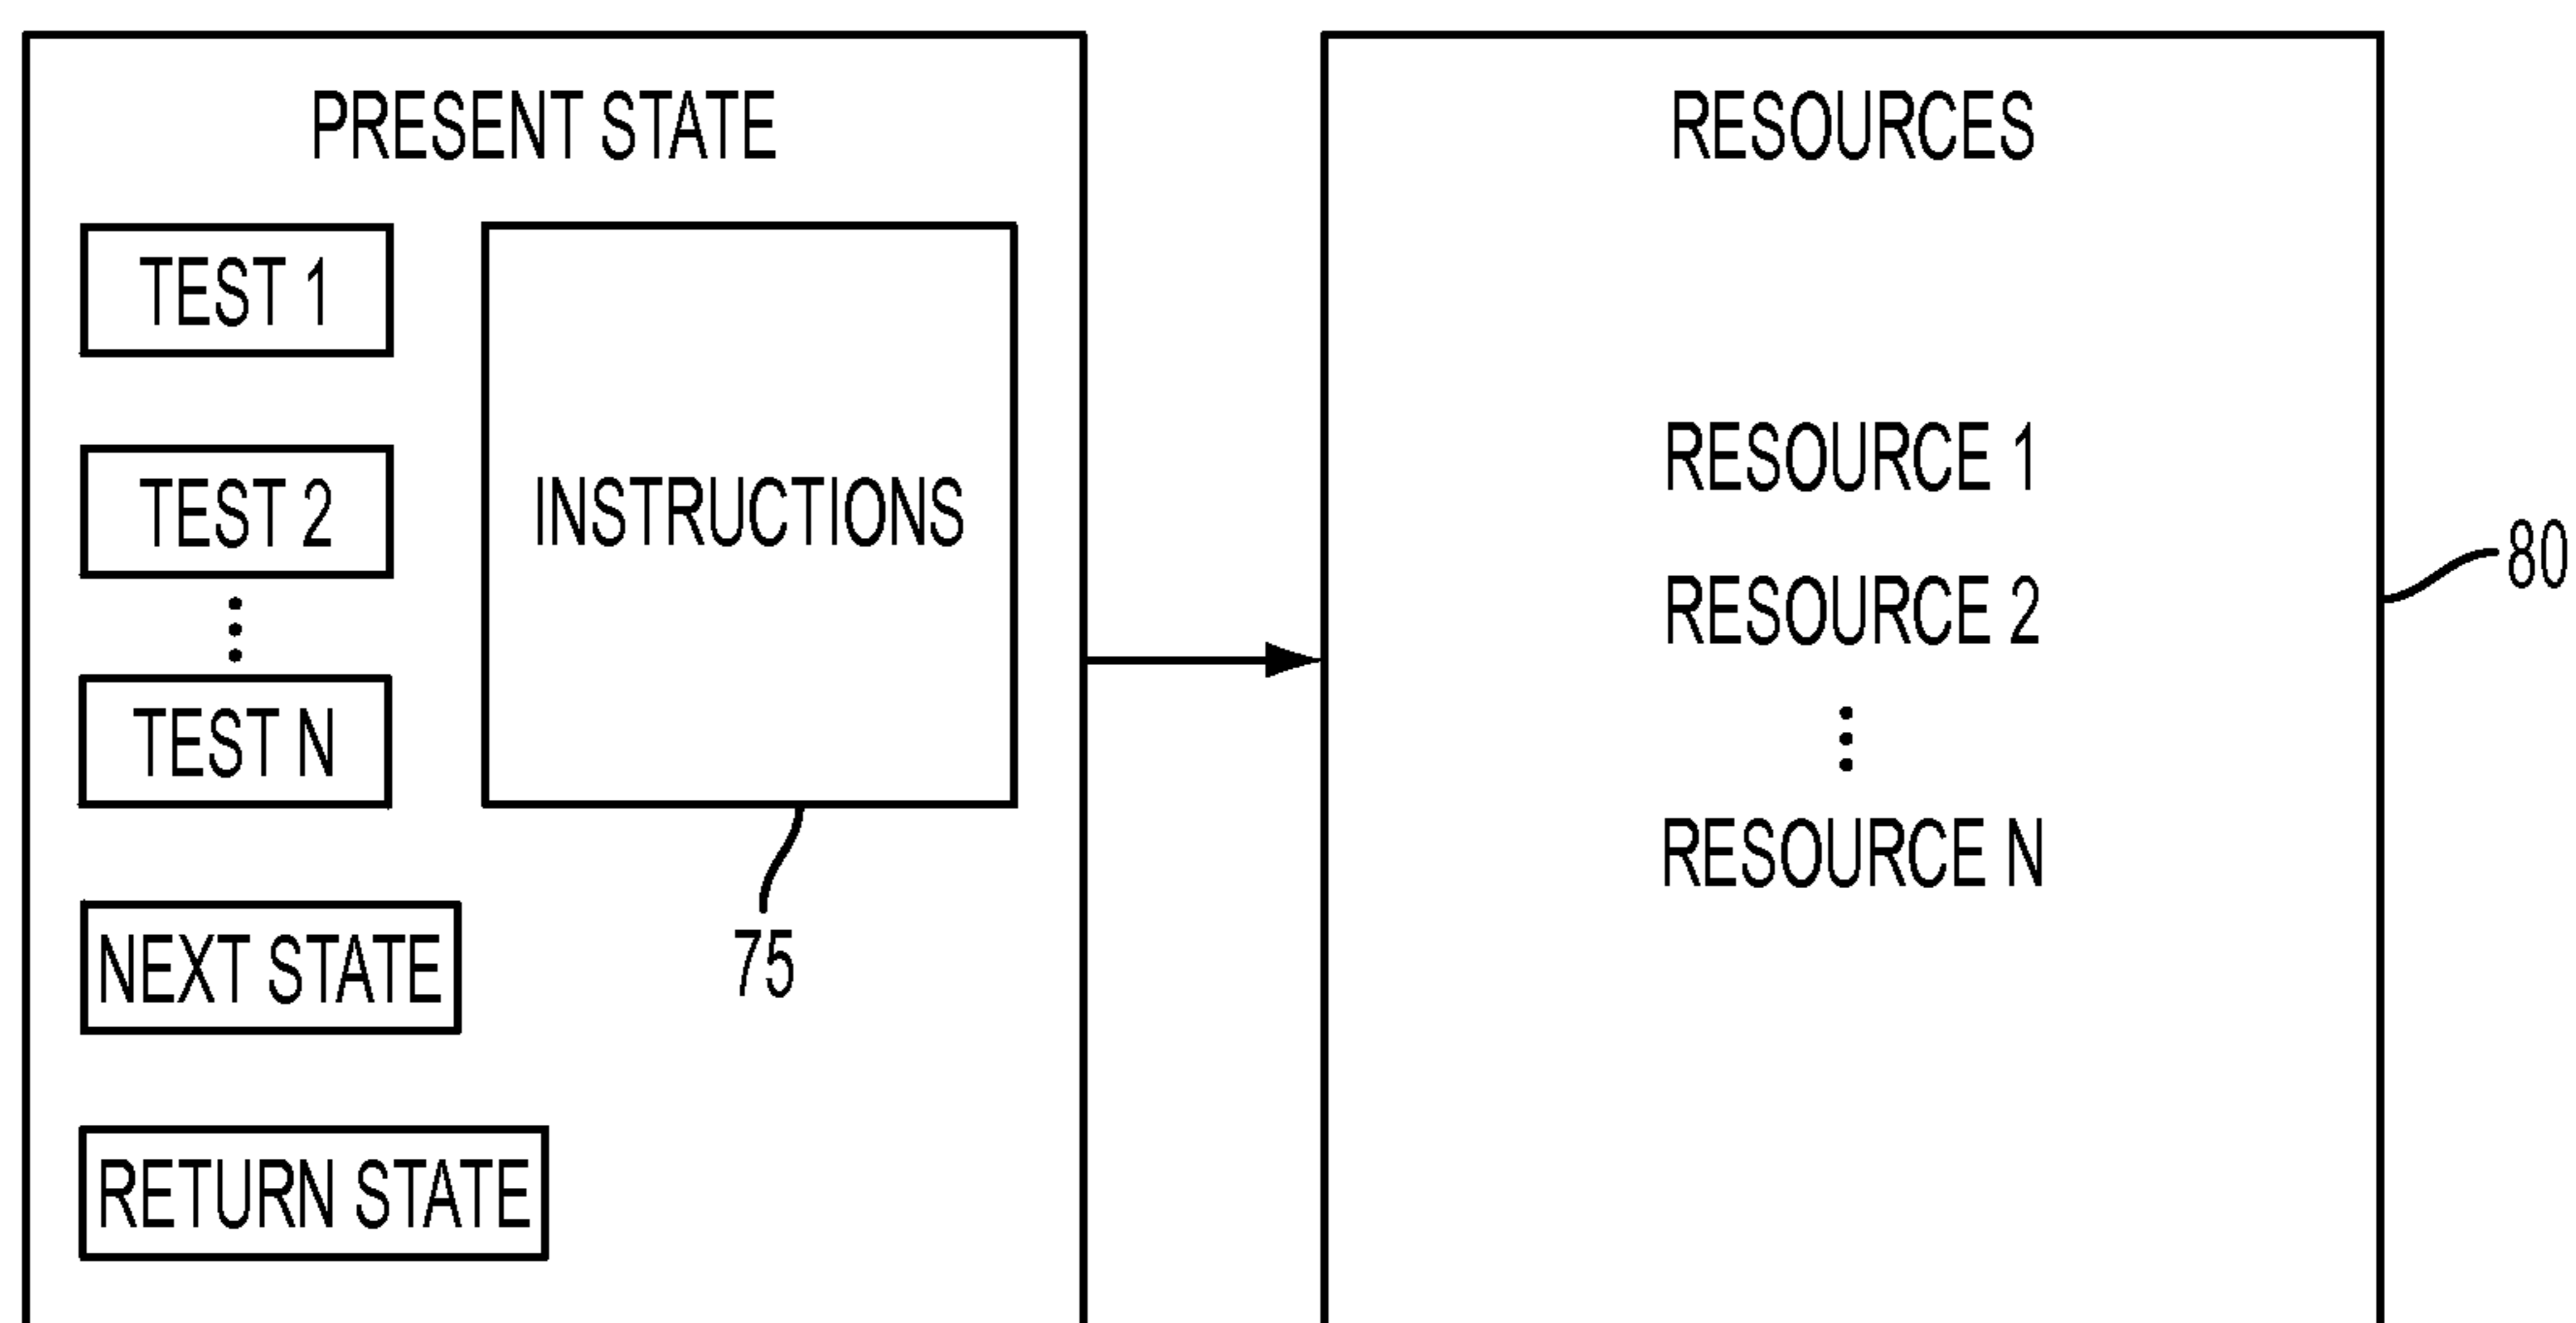 PRESENT STATE
TEST 1
TEST 2
TEST N
INSTRUCTIONS
75
NEXT STATE
RETURN STATE
RESOURCES
RESOURCE 1
RESOURCE 2
RESOURCE N
80